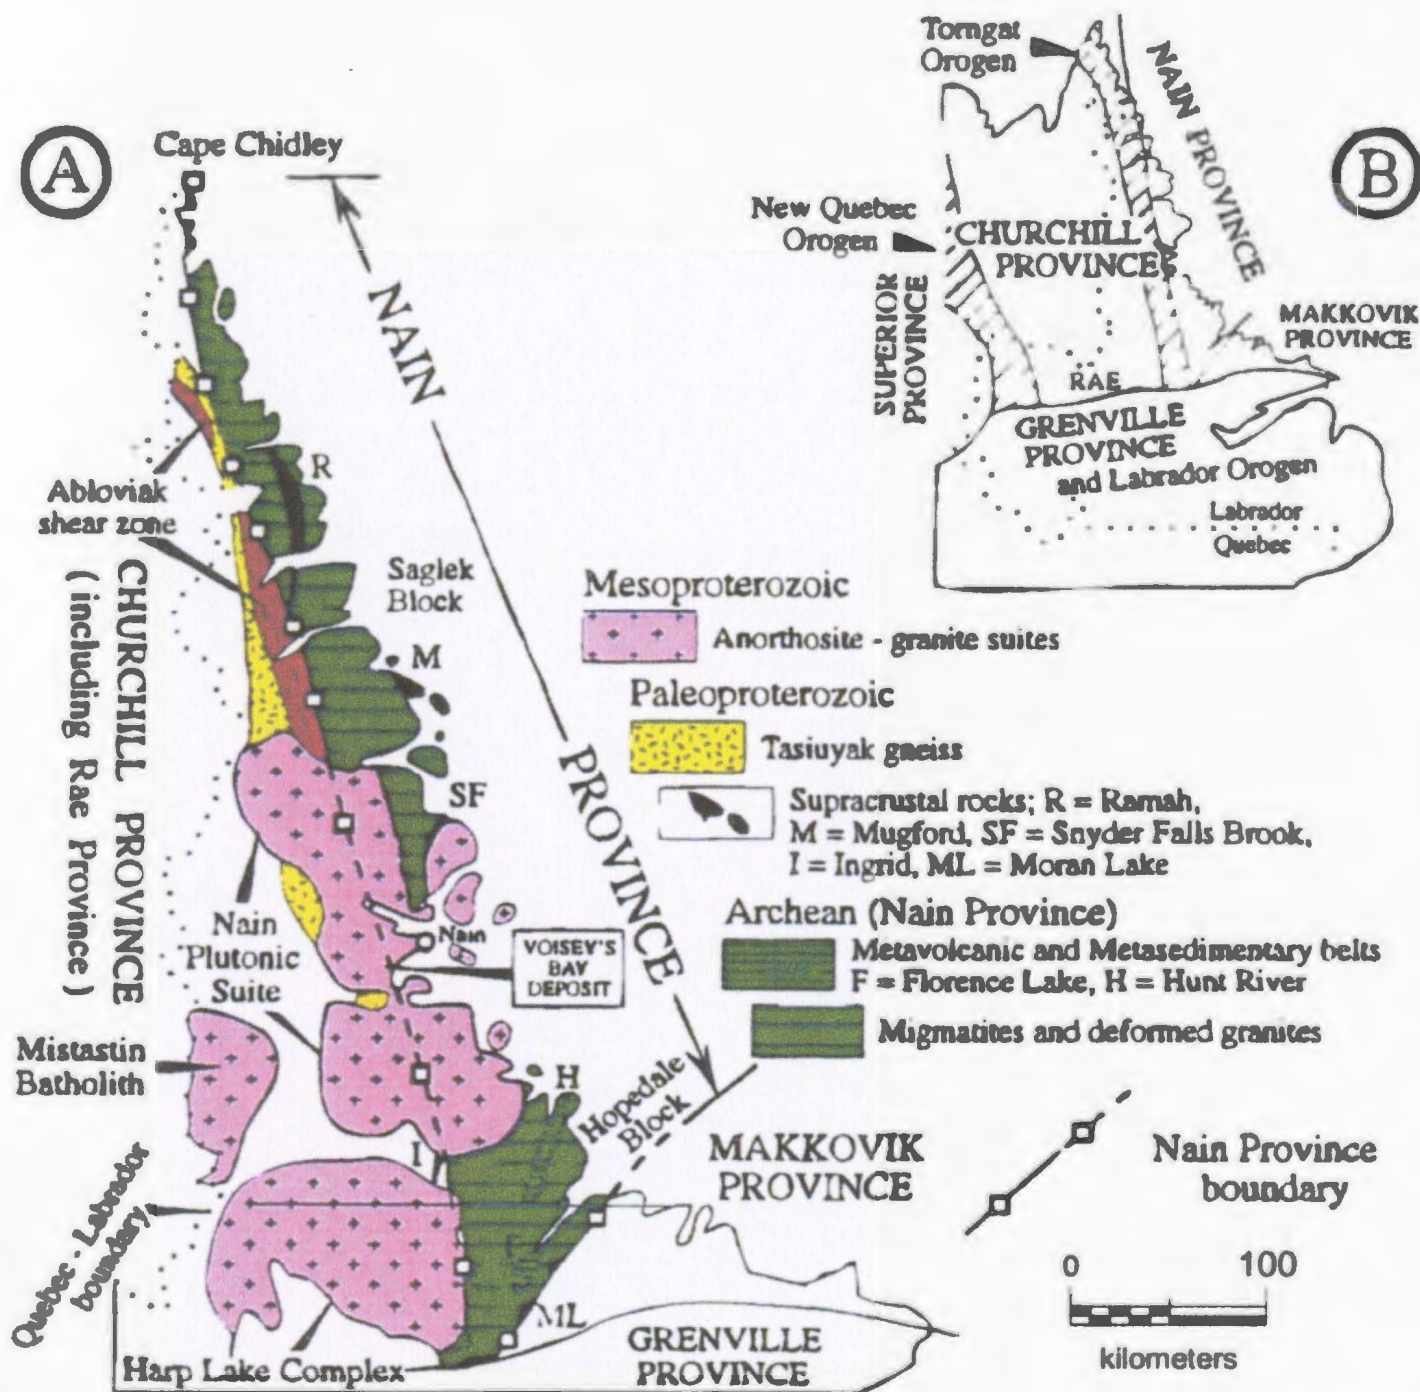 A
Cape Chidley
NAIN
PROVINCE
R
Abloviak
shear zone
Saglek
Block
M
SF
CHURCHILL PROVINCE
(including Rae Province)
Nain
Plutonic
Suite
Nain
VOISEY'S
BAY
DEPOSIT
Mistastin
Batholith
H
Hopedale
Block
I
MAKKOVIK
PROVINCE
Quebec - Labrador
boundary
ML
Harp Lake Complex
GRENVILLE
PROVINCE
B
Torngat
Orogen
NAIN PROVINCE
New Quebec
Orogen
CHURCHILL
PROVINCE
SUPERIOR
PROVINCE
MAKKOVIK
PROVINCE
RAE
GRENVILLE
PROVINCE
and Labrador Orogen
Labrador
Quebec
Mesoproterozoic
Anorthosite - granite suites
Paleoproterozoic
Tasiuyak gneiss
Supracrustal rocks; R = Ramah,
M = Mugford, SF = Snyder Falls Brook,
I = Ingrid, ML = Moran Lake
Archean (Nain Province)
Metavolcanic and Metasedimentary belts
F = Florence Lake, H = Hunt River
Migmatites and deformed granites
Nain Province
boundary
0 100
kilometers